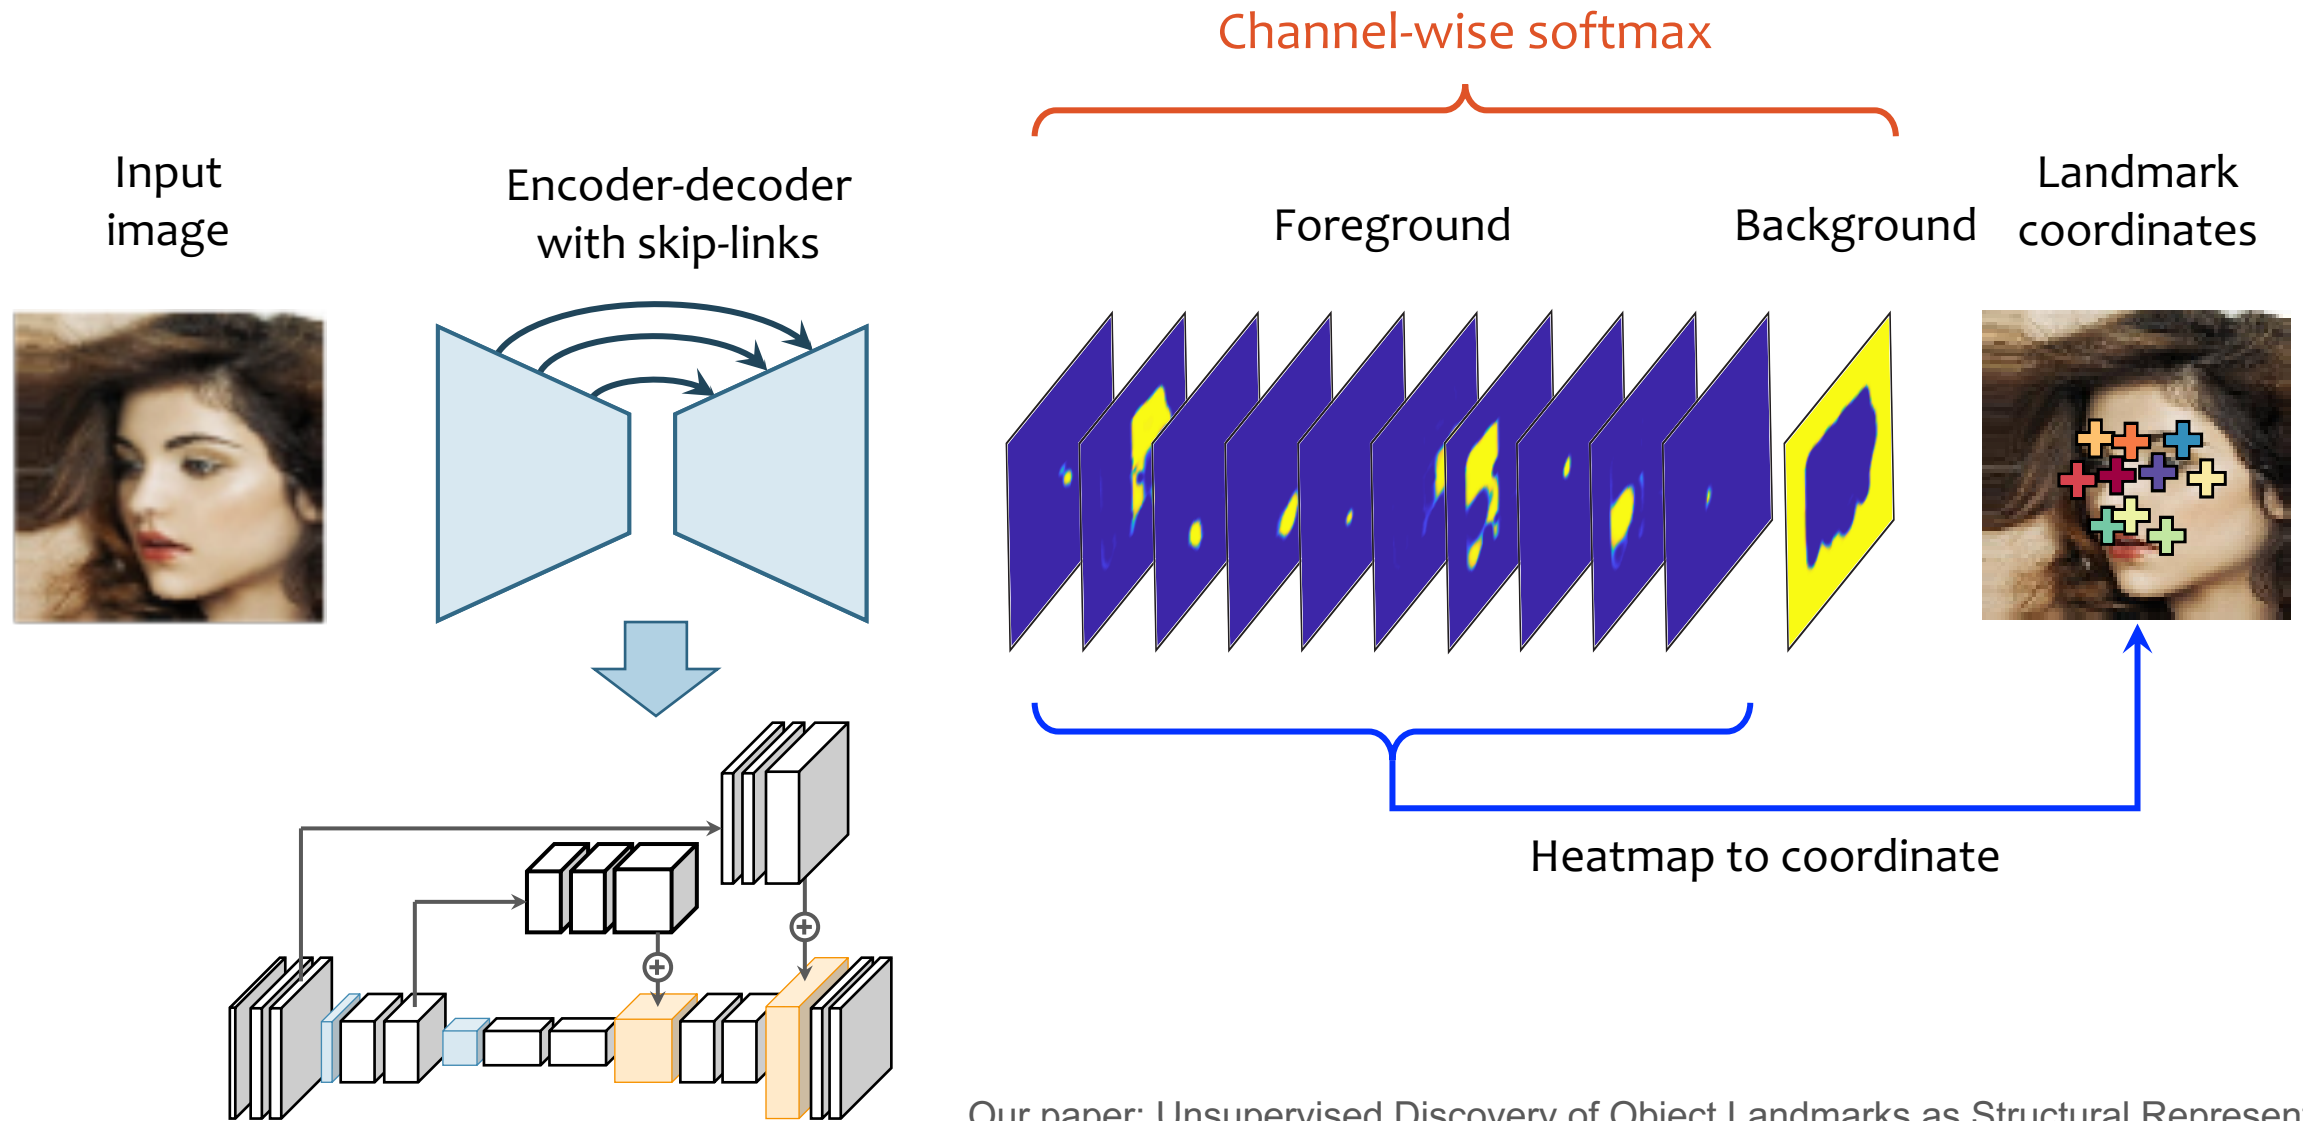 Channel-wise softmax
Input
image
Encoder-decoder
with skip-links
Foreground
Background
Landmark
coordinates
Heatmap to coordinate
Our paper: Unsupervised Discovery of Object Landmarks as Structural Represent